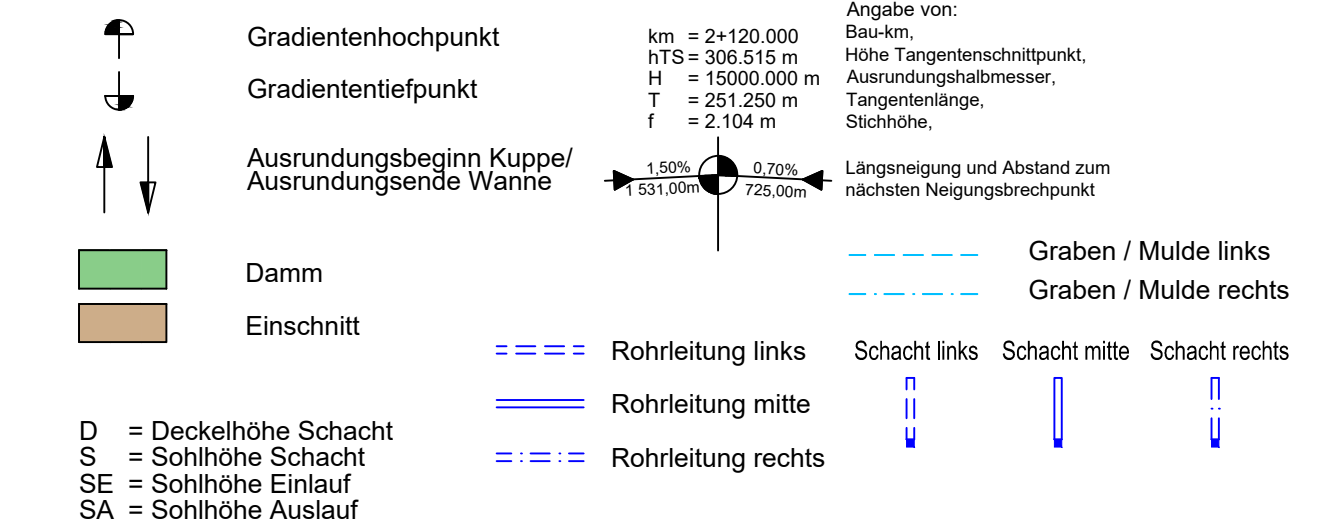 Gradientenhochpunkt
Gradiententiefpunkt
Ausrundungsbeginn Kuppe/
Ausrundungsende Wanne
Damm
Einschnitt
D = Deckelhöhe Schacht
S = Sohlhöhe Schacht
SE = Sohlhöhe Einlauf
SA = Sohlhöhe Auslauf
km = 2+120.000
hTS = 306.515 m
H = 15000.000 m
T = 251.250 m
f = 2.104 m
Angabe von:
Bau-km,
Höhe Tangentenschnittpunkt,
Ausrundungshalbmesser,
Tangentenlänge,
Stichhöhe,
1,50% 0,70%
1 531,00m 725,00m
Längsneigung und Abstand zum
nächsten Neigungsbrechpunkt
Graben / Mulde links
Graben / Mulde rechts
Rohrleitung links
Rohrleitung mitte
Rohrleitung rechts
Schacht links Schacht mitte Schacht rechts